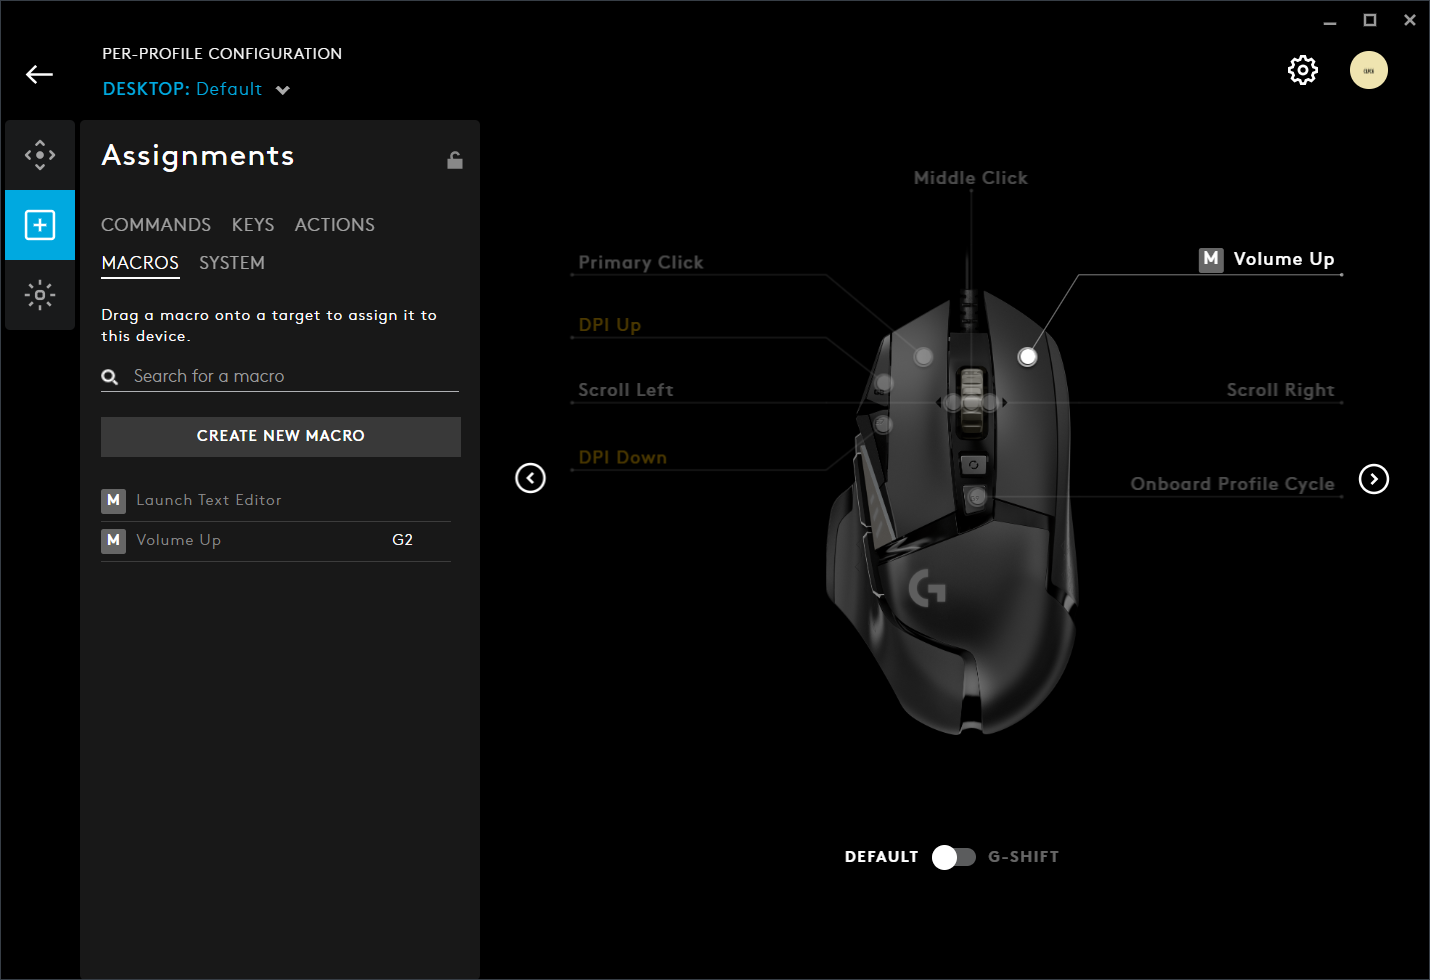 PER-PROFILE CONFIGURATION
DESKTOP: Default
Assignments
COMMANDS KEYS ACTIONS
MACROS SYSTEM
Drag a macro onto a target to assign it to
this device.
Search for a macro
CREATE NEW MACRO
M Launch Text Editor
M Volume Up G2
Middle Click
Primary Click
M Volume Up
DPI Up
Scroll Left
Scroll Right
DPI Down
Onboard Profile Cycle
G
DEFAULT G-SHIFT